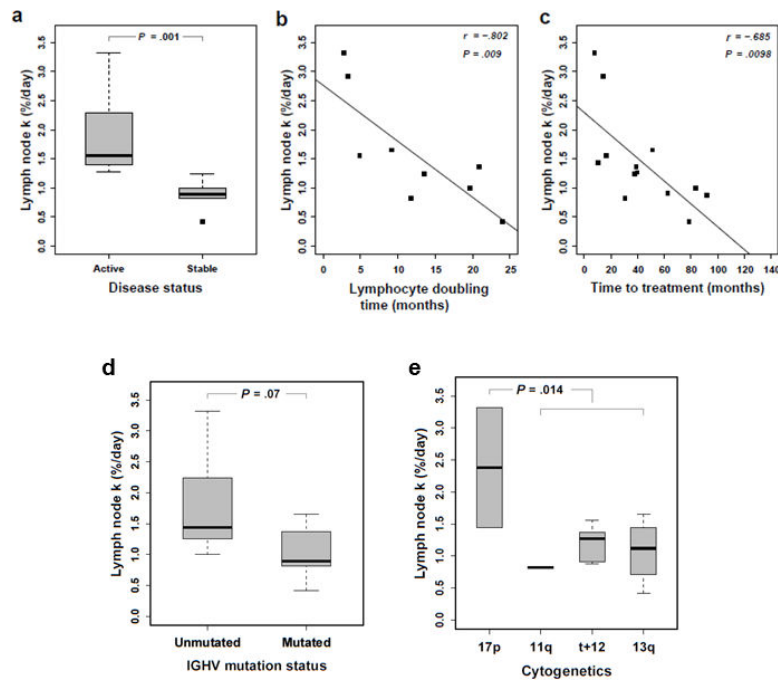 a
P = .001
Lymph node k (%/day)
3.5
3.0
2.5
2.0
1.5
1.0
0.5
0.0
Active Stable
Disease status
b
r = –.802
P = .009
Lymph node k (%/day)
3.5
3.0
2.5
2.0
1.5
1.0
0.5
0.0
0 5 10 15 20 25
Lymphocyte doubling
time (months)
c
r = –.685
P = .0098
Lymph node k (%/day)
3.5
3.0
2.5
2.0
1.5
1.0
0.5
0.0
0 20 40 60 80 100 120 140
Time to treatment (months)
d
P = .07
Lymph node k (%/day)
3.5
3.0
2.5
2.0
1.5
1.0
0.5
0.0
Unmutated Mutated
IGHV mutation status
e
P = .014
Lymph node k (%/day)
3.5
3.0
2.5
2.0
1.5
1.0
0.5
0.0
17p 11q t+12 13q
Cytogenetics